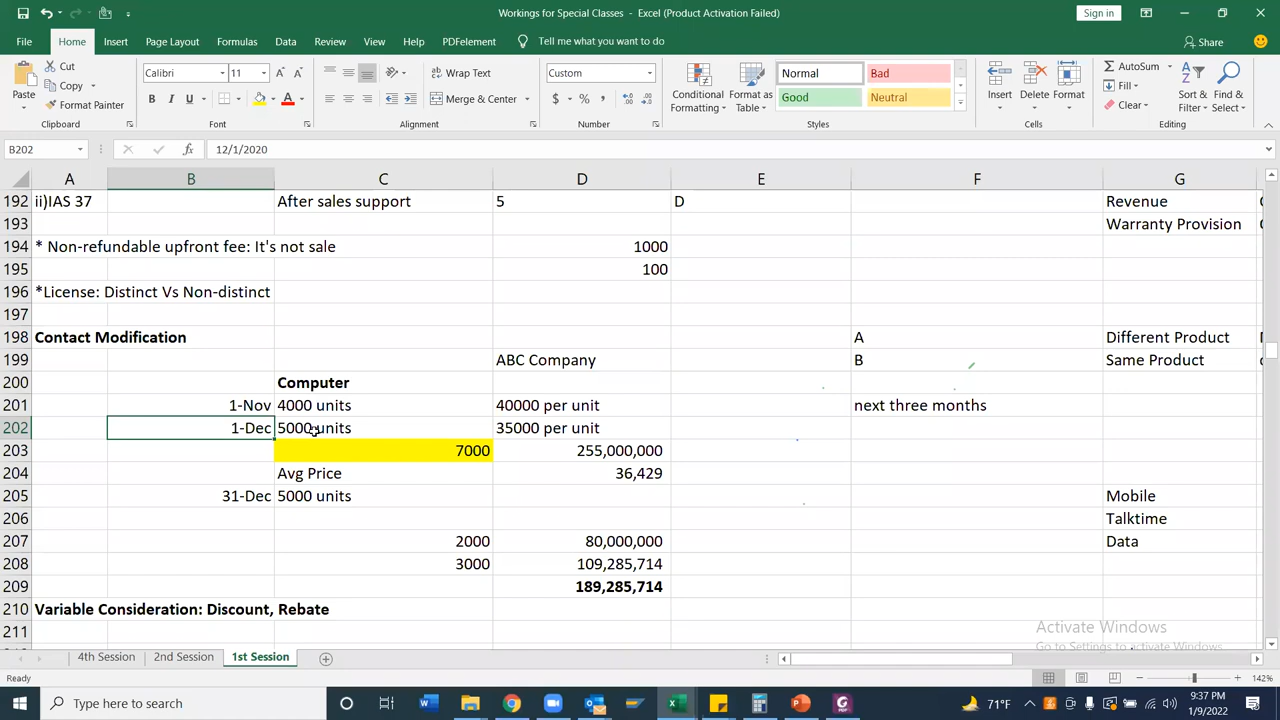 Workings for Special Classes - Excel (Product Activation Failed)
Sign in
File Home Insert Page Layout Formulas Data Review View Help PDFelement Tell me what you want to do
Share
Paste
Cut
Copy
Format Painter
Clipboard
Calibri 11
B I U
Font
Wrap Text
Merge & Center
Alignment
Custom
$ % ,
Number
Conditional Formatting
Format as Table
Normal Bad
Good Neutral
Styles
Insert Delete Format
Cells
AutoSum
Fill
Clear
Sort & Filter
Find & Select
Editing
B202 fx 12/1/2020
A B C D E F G
192 ii)IAS 37 After sales support 5 D Revenue
193 Warranty Provision
194 * Non-refundable upfront fee: It's not sale 1000
195 100
196 *License: Distinct Vs Non-distinct
197
198 Contact Modification A Different Product
199 ABC Company B Same Product
200 Computer
201 1-Nov 4000 units 40000 per unit next three months
202 1-Dec 5000 units 35000 per unit
203 7000 255,000,000
204 Avg Price 36,429
205 31-Dec 5000 units Mobile
206 Talktime
207 2000 80,000,000 Data
208 3000 109,285,714
209 189,285,714
210 Variable Consideration: Discount, Rebate
211
Activate Windows
Go to Settings to activate Windows.
4th Session 2nd Session 1st Session
Ready
142%
Type here to search
71°F
9:37 PM
1/9/2022